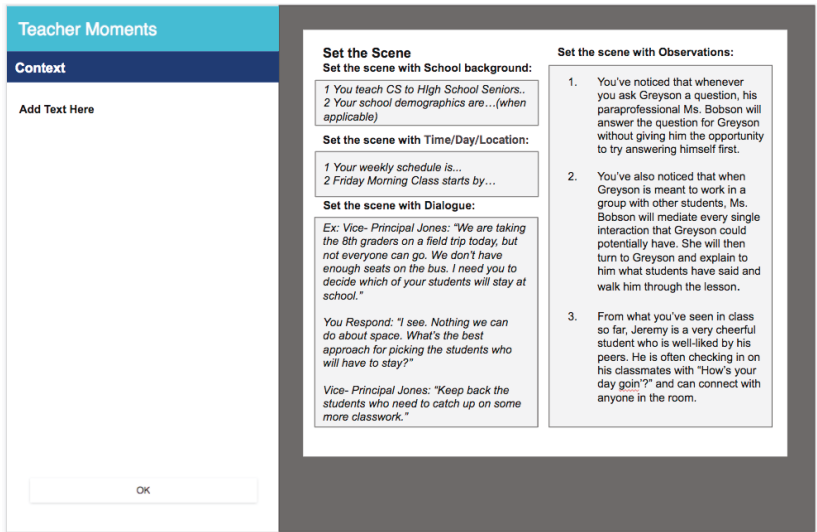 Teacher Moments
Context
Add Text Here
OK
Set the Scene
Set the scene with School background:
1 You teach CS to HIgh School Seniors..
2 Your school demographics are…(when
applicable)
Set the scene with Time/Day/Location:
1 Your weekly schedule is...
2 Friday Morning Class starts by…
Set the scene with Dialogue:
Ex: Vice- Principal Jones: “We are taking
the 8th graders on a field trip today, but
not everyone can go. We don’t have
enough seats on the bus. I need you to
decide which of your students will stay at
school.”
You Respond: “I see. Nothing we can
do about space. What’s the best
approach for picking the students who
will have to stay?”
Vice- Principal Jones: “Keep back the
students who need to catch up on some
more classwork.”
Set the scene with Observations:
1. You’ve noticed that whenever
you ask Greyson a question, his
paraprofessional Ms. Bobson will
answer the question for Greyson
without giving him the opportunity
to try answering himself first.
2. You’ve also noticed that when
Greyson is meant to work in a
group with other students, Ms.
Bobson will mediate every single
interaction that Greyson could
potentially have. She will then
turn to Greyson and explain to
him what students have said and
walk him through the lesson.
3. From what you’ve seen in class
so far, Jeremy is a very cheerful
student who is well-liked by his
peers. He is often checking in on
his classmates with “How’s your
day goin’?” and can connect with
anyone in the room.